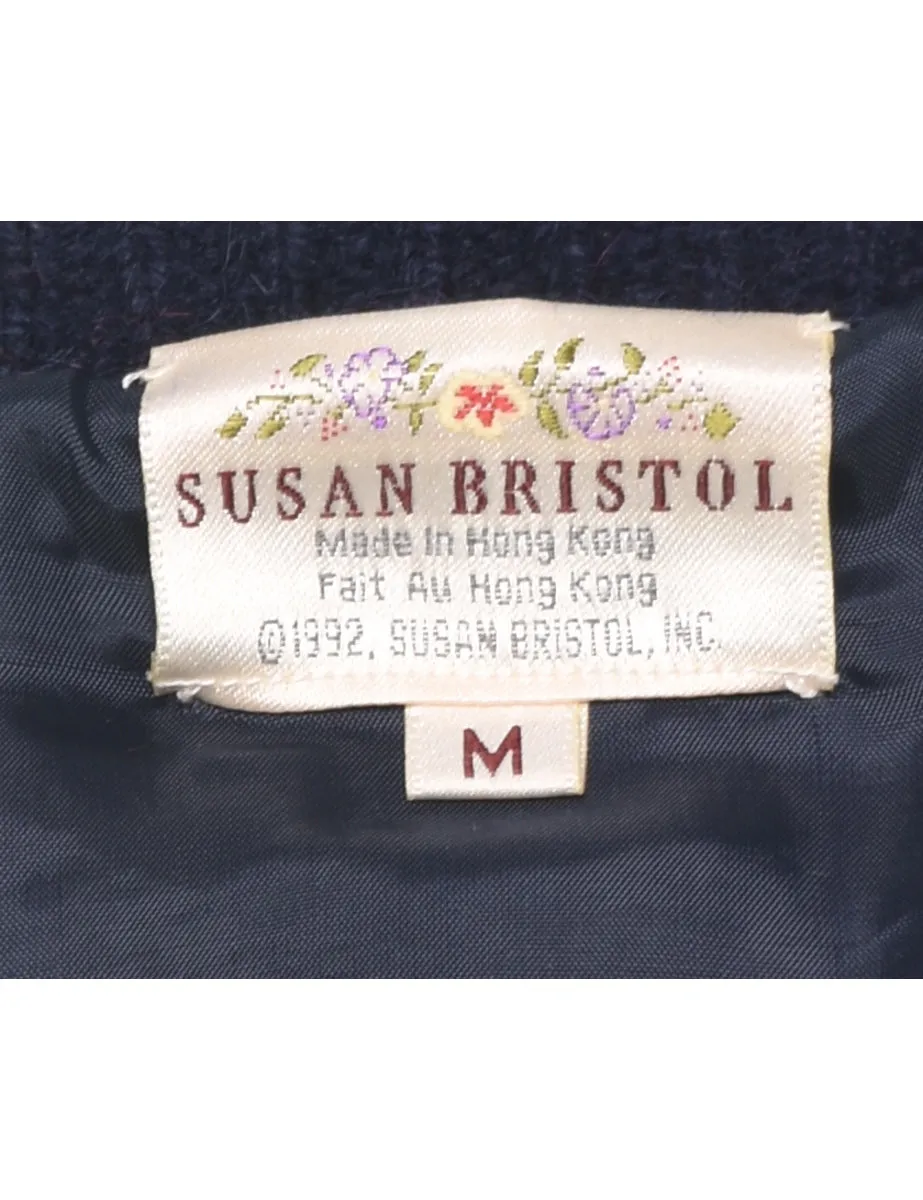 SUSAN BRISTOL
Made In Hong Kong
Fait Au Hong Kong
©1992, SUSAN BRISTOL, INC.
M